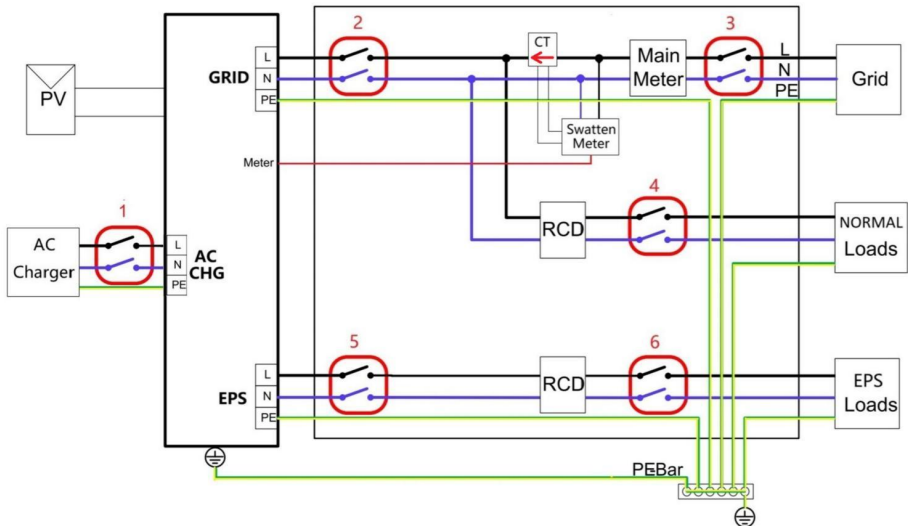 2
3
L
CT
Main
Meter
L
N
PE
Grid
GRID
N
PE
PV
Swatten
Meter
Meter
1
4
AC
Charger
L
N
PE
AC
CHG
RCD
NORMAL
Loads
5
6
L
N
PE
EPS
RCD
EPS
Loads
PEBar